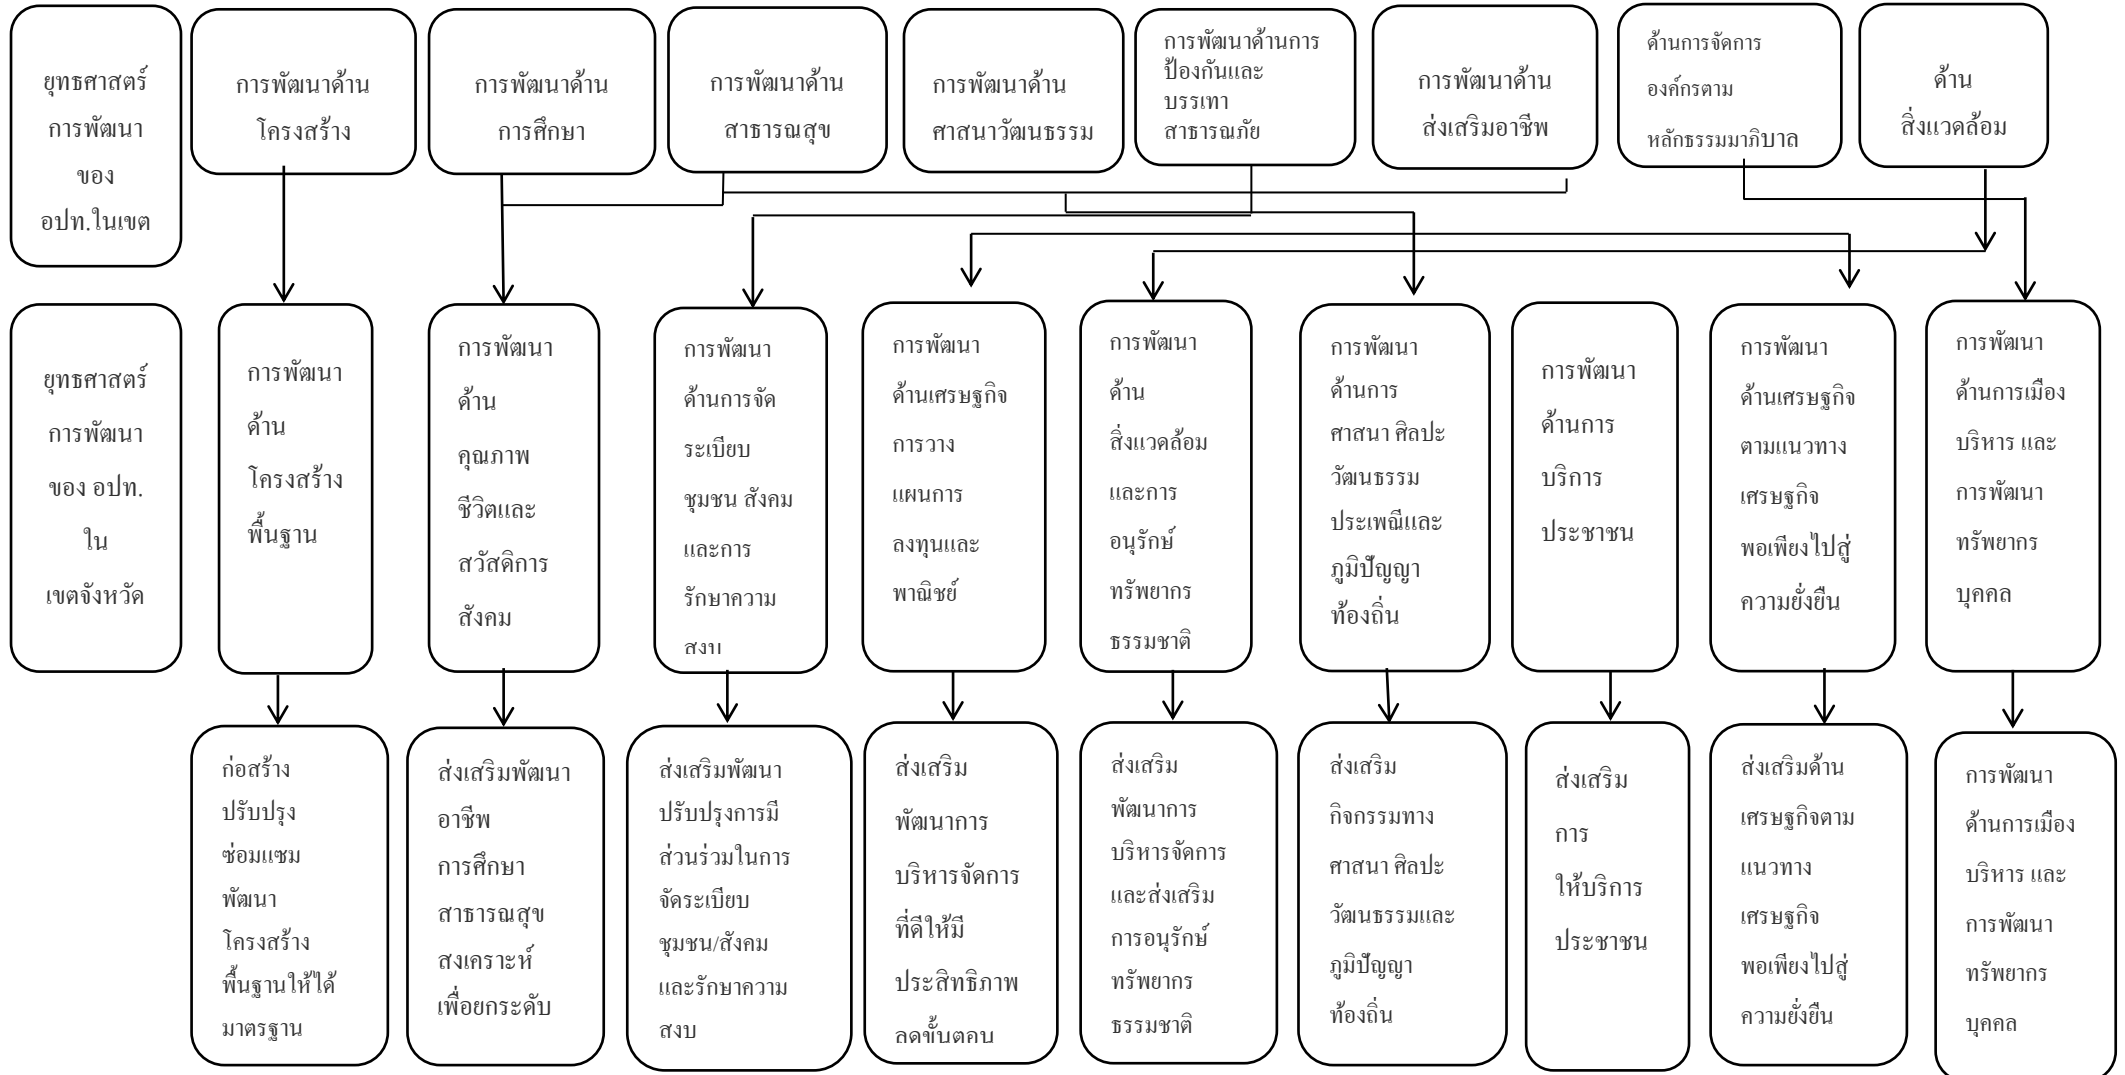 ยุทธศาสตร์
การพัฒนา
ของ
อปท.ในเขต
การพัฒนาด้าน
โครงสร้าง
การพัฒนาด้าน
การศึกษา
การพัฒนาด้าน
สาธารณสุข
การพัฒนาด้าน
ศาสนาวัฒนธรรม
การพัฒนาด้านการ
ป้องกันและ
บรรเทา
สาธารณภัย
การพัฒนาด้าน
ส่งเสริมอาชีพ
ด้านการจัดการ
องค์กรตาม
หลักธรรมมาภิบาล
ด้าน
สิ่งแวดล้อม
ยุทธศาสตร์
การพัฒนา
ของ อปท.
ใน
เขตจังหวัด
การพัฒนา
ด้าน
โครงสร้าง
พื้นฐาน
การพัฒนา
ด้าน
คุณภาพ
ชีวิตและ
สวัสดิการ
สังคม
การพัฒนา
ด้านการจัด
ระเบียบ
ชุมชน สังคม
และการ
รักษาความ
สงบ
การพัฒนา
ด้านเศรษฐกิจ
การวาง
แผนการ
ลงทุนและ
พาณิชย์
การพัฒนา
ด้าน
สิ่งแวดล้อม
และการ
อนุรักษ์
ทรัพยากร
ธรรมชาติ
การพัฒนา
ด้านการ
ศาสนา ศิลปะ
วัฒนธรรม
ประเพณีและ
ภูมิปัญญา
ท้องถิ่น
การพัฒนา
ด้านการ
บริการ
ประชาชน
การพัฒนา
ด้านเศรษฐกิจ
ตามแนวทาง
เศรษฐกิจ
พอเพียงไปสู่
ความยั่งยืน
การพัฒนา
ด้านการเมือง
บริหาร และ
การพัฒนา
ทรัพยากร
บุคคล
ก่อสร้าง
ปรับปรุง
ซ่อมแซม
พัฒนา
โครงสร้าง
พื้นฐานให้ได้
มาตรฐาน
ส่งเสริมพัฒนา
อาชีพ
การศึกษา
สาธารณสุข
สงเคราะห์
เพื่อยกระดับ
ส่งเสริมพัฒนา
ปรับปรุงการมี
ส่วนร่วมในการ
จัดระเบียบ
ชุมชน/สังคม
และรักษาความ
สงบ
ส่งเสริม
พัฒนาการ
บริหารจัดการ
ที่ดีให้มี
ประสิทธิภาพ
ลดขั้นตอน
ส่งเสริม
พัฒนาการ
บริหารจัดการ
และส่งเสริม
การอนุรักษ์
ทรัพยากร
ธรรมชาติ
ส่งเสริม
กิจกรรมทาง
ศาสนา ศิลปะ
วัฒนธรรมและ
ภูมิปัญญา
ท้องถิ่น
ส่งเสริม
การ
ให้บริการ
ประชาชน
ส่งเสริมด้าน
เศรษฐกิจตาม
แนวทาง
เศรษฐกิจ
พอเพียงไปสู่
ความยั่งยืน
การพัฒนา
ด้านการเมือง
บริหาร และ
การพัฒนา
ทรัพยากร
บุคคล